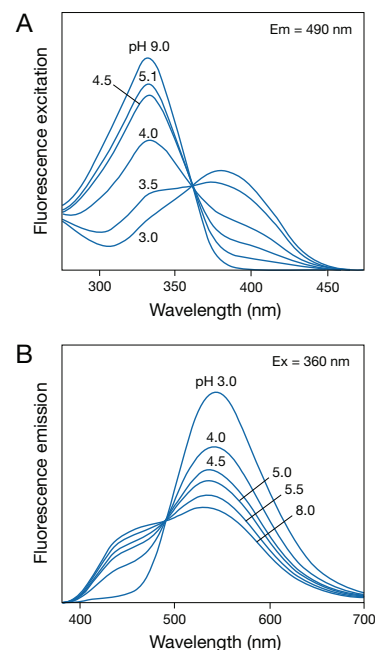 A
Em = 490 nm
pH 9.0
5.1
4.5
4.0
3.5
3.0
Fluorescence excitation
300 350 400 450
Wavelength (nm)
B
Ex = 360 nm
pH 3.0
4.0
4.5
5.0
5.5
8.0
Fluorescence emission
400 500 600 700
Wavelength (nm)